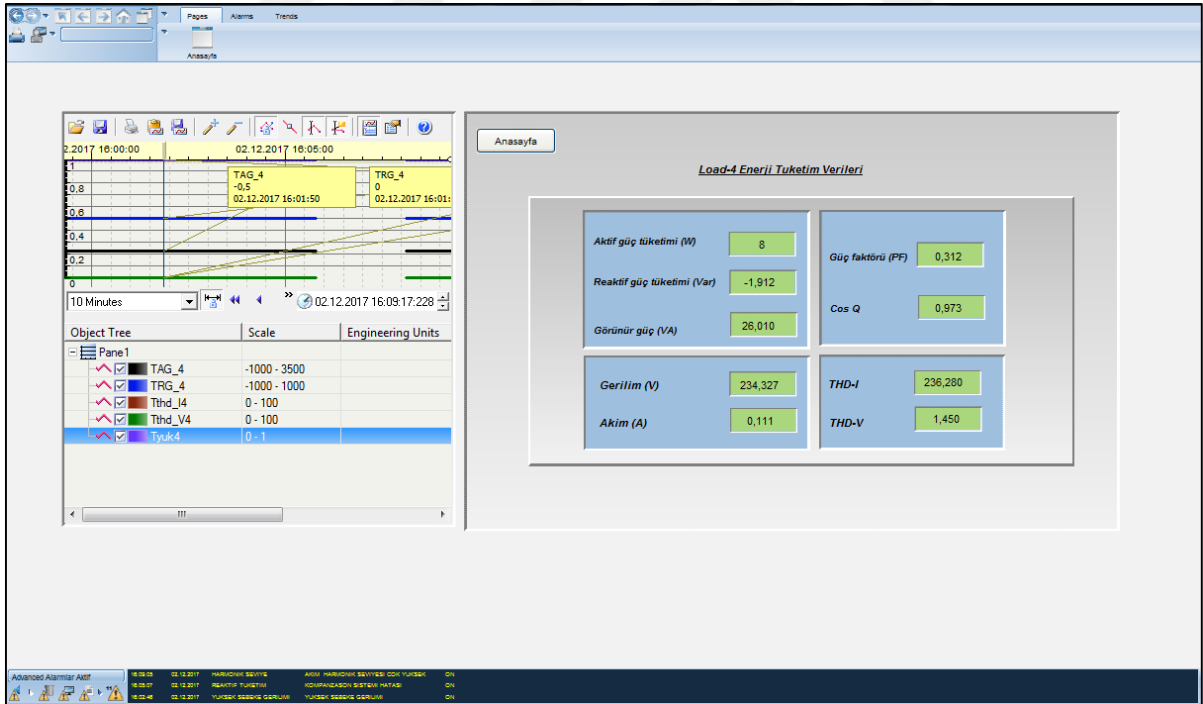 Pages Alarms Trends
Anasayfa
2.2017 16:00:00 02.12.2017 16:05:00
1
0,8
0,6
0,4
0,2
0
TAG_4
-0,5
02.12.2017 16:01:50
TRG_4
0
02.12.2017 16:01:
10 Minutes
02.12.2017 16:09:17:228
Object Tree Scale Engineering Units
Pane1
TAG_4 -1000 - 3500
TRG_4 -1000 - 1000
Tthd_I4 0 - 100
Tthd_V4 0 - 100
Tyuk4 0 - 1
Anasayfa
Load-4 Enerji Tuketim Verileri
Aktif güç tüketimi (W) 8
Reaktif güç tüketimi (Var) -1,912
Görünür güç (VA) 26,010
Güç faktörü (PF) 0,312
Cos Q 0,973
Gerilim (V) 234,327
Akim (A) 0,111
THD-I 236,280
THD-V 1,450
Advanced Alarmlar Aktif
02.12.2017 HARMONIK SEVIYE AKIM HARMONIK SEVIYESI COK YUKSEK ON
02.12.2017 REAKTIF TUKETIM KOMPANZASON SISTEMI HATASI ON
02.12.2017 YUKSEK SEBEKE GERILIMI YUKSEK SEBEKE GERILIMI ON